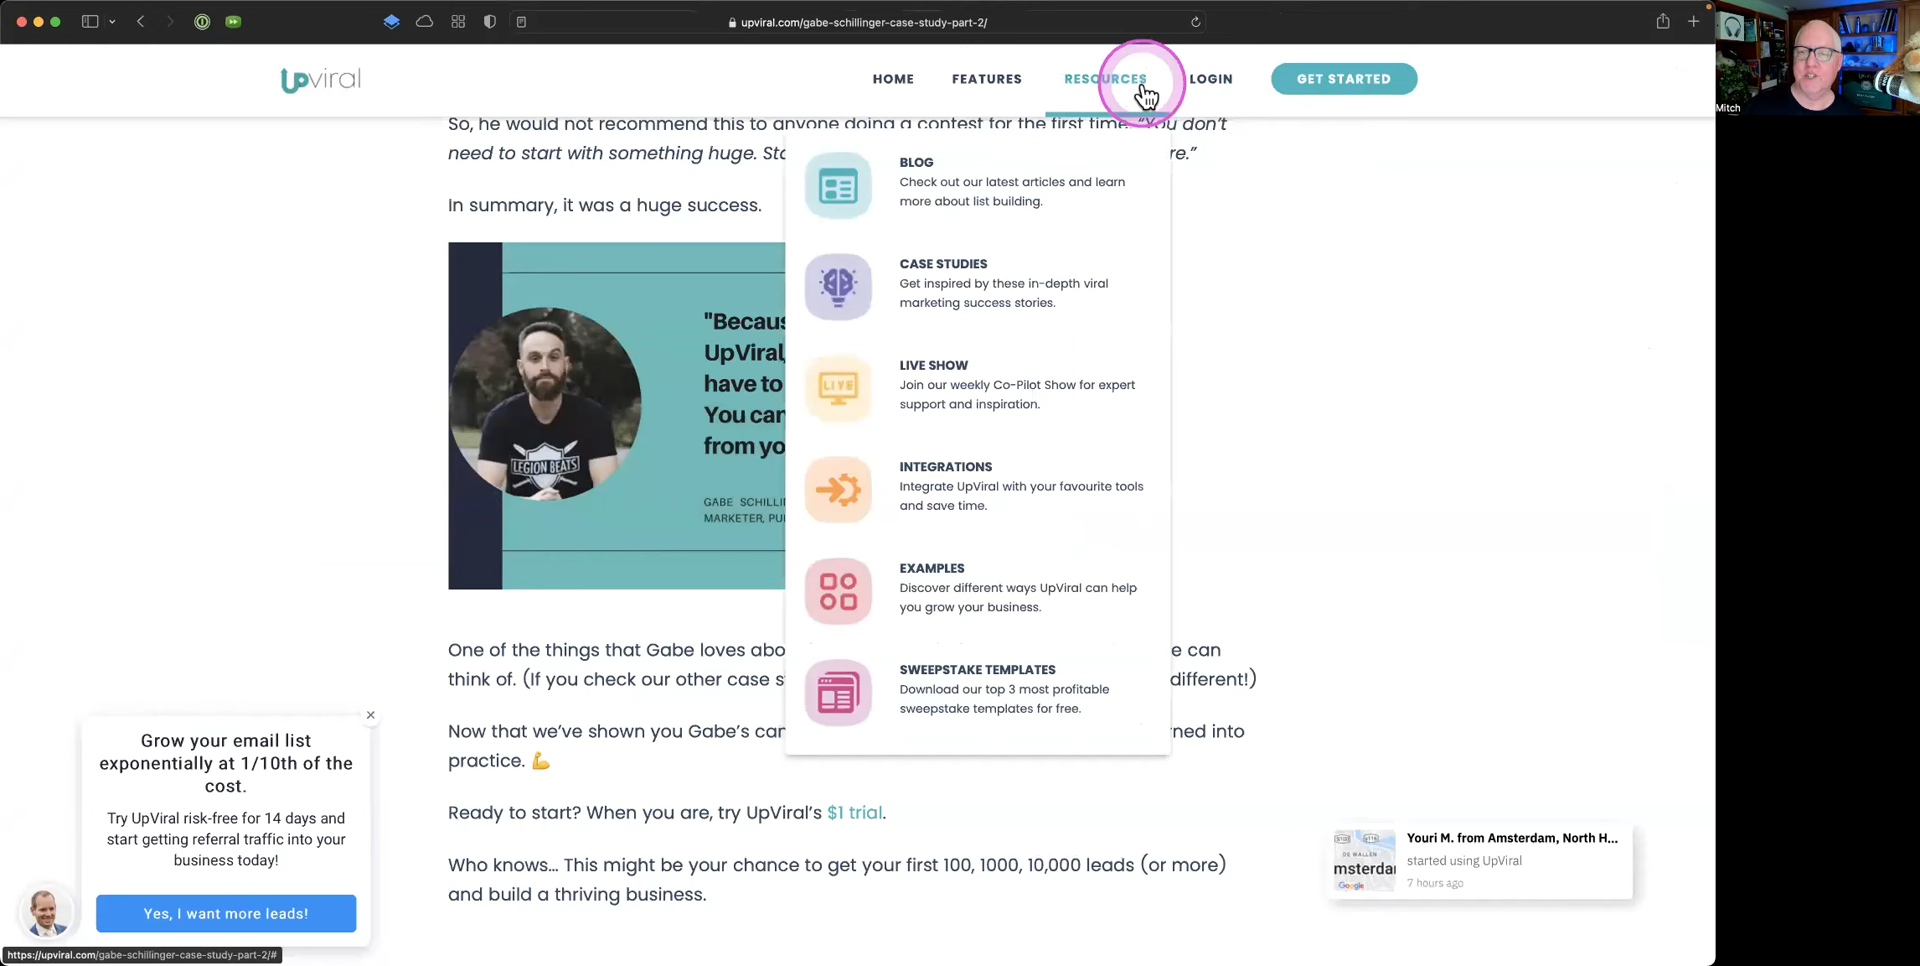 upviral.com/gabe-schillinger-case-study-part-2/
Mitch
upviral
HOME
FEATURES
RESOURCES
LOGIN
GET STARTED
So, he would not recommend this to anyone doing a contest for the first time. "You don't
need to start with something huge. Sta
re."
In summary, it was a huge success.
"Becaus
UpViral,
have to
You can
from yo
LEGION BEATS
GABE SCHILLIN
MARKETER, PU
BLOG
Check out our latest articles and learn
more about list building.
CASE STUDIES
Get inspired by these in-depth viral
marketing success stories.
LIVE
LIVE SHOW
Join our weekly Co-Pilot Show for expert
support and inspiration.
INTEGRATIONS
Integrate UpViral with your favourite tools
and save time.
EXAMPLES
Discover different ways UpViral can help
you grow your business.
SWEEPSTAKE TEMPLATES
Download our top 3 most profitable
sweepstake templates for free.
One of the things that Gabe loves abo
e can
think of. (If you check our other case s
different!)
Now that we've shown you Gabe's can
rned into
practice. 💪
Ready to start? When you are, try UpViral's $1 trial.
Who knows... This might be your chance to get your first 100, 1000, 10,000 leads (or more)
and build a thriving business.
Grow your email list
exponentially at 1/10th of the
cost.
Try UpViral risk-free for 14 days and
start getting referral traffic into your
business today!
Yes, I want more leads!
DE WALLEN
msterda
Google
Youri M. from Amsterdam, North H...
started using UpViral
7 hours ago
https://upviral.com/gabe-schillinger-case-study-part-2/#